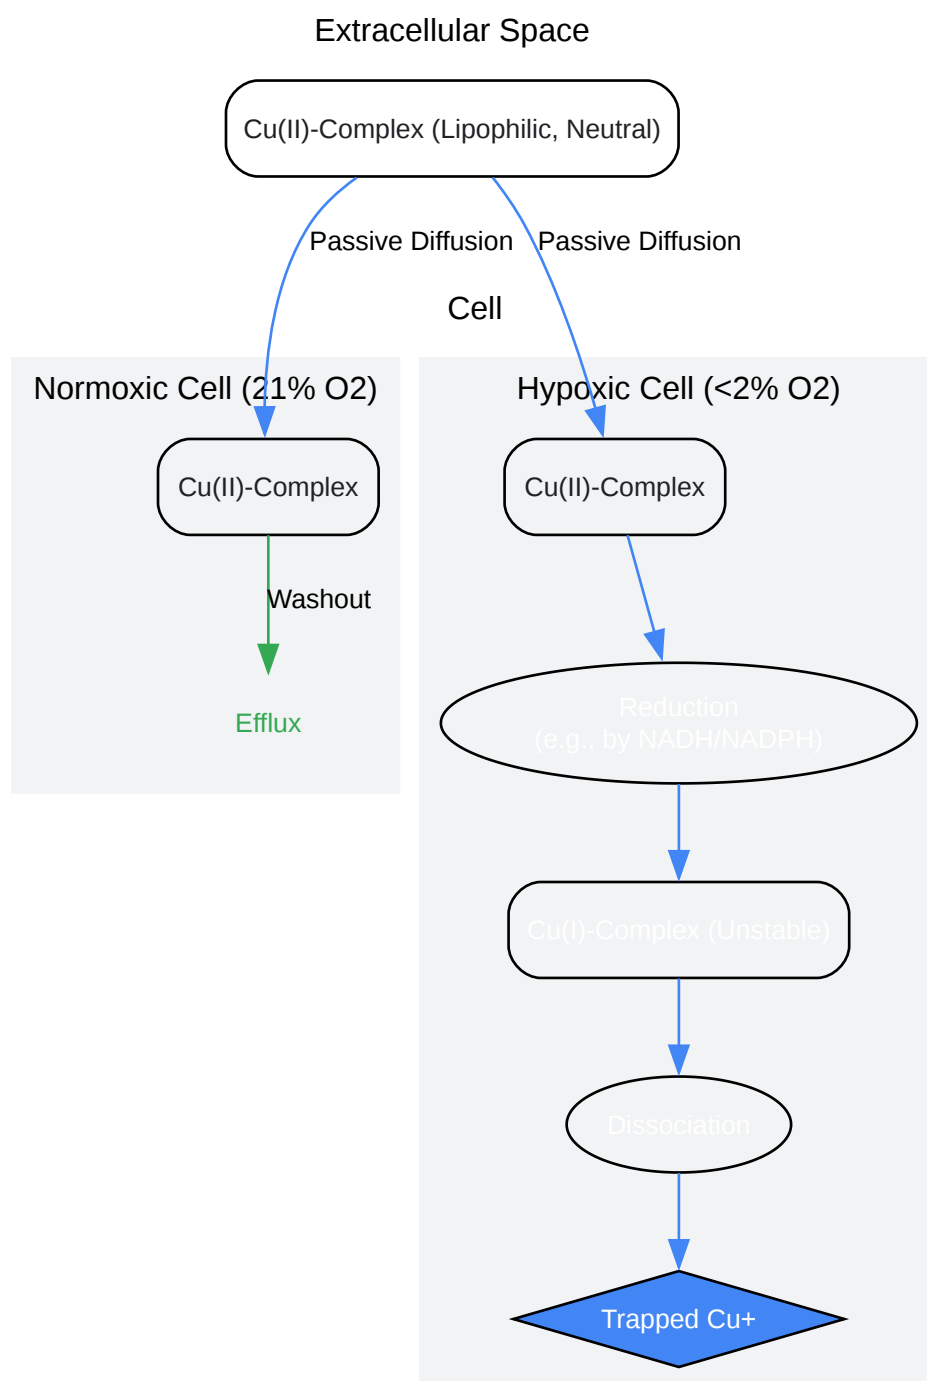 Extracellular Space
Cu(II)-Complex (Lipophilic, Neutral)
Passive Diffusion
Passive Diffusion
Cell
Normoxic Cell (21% O2)
Hypoxic Cell (<2% O2)
Cu(II)-Complex
Cu(II)-Complex
Washout
Efflux
Reduction
(e.g., by NADH/NADPH)
Cu(I)-Complex (Unstable)
Dissociation
Trapped Cu+